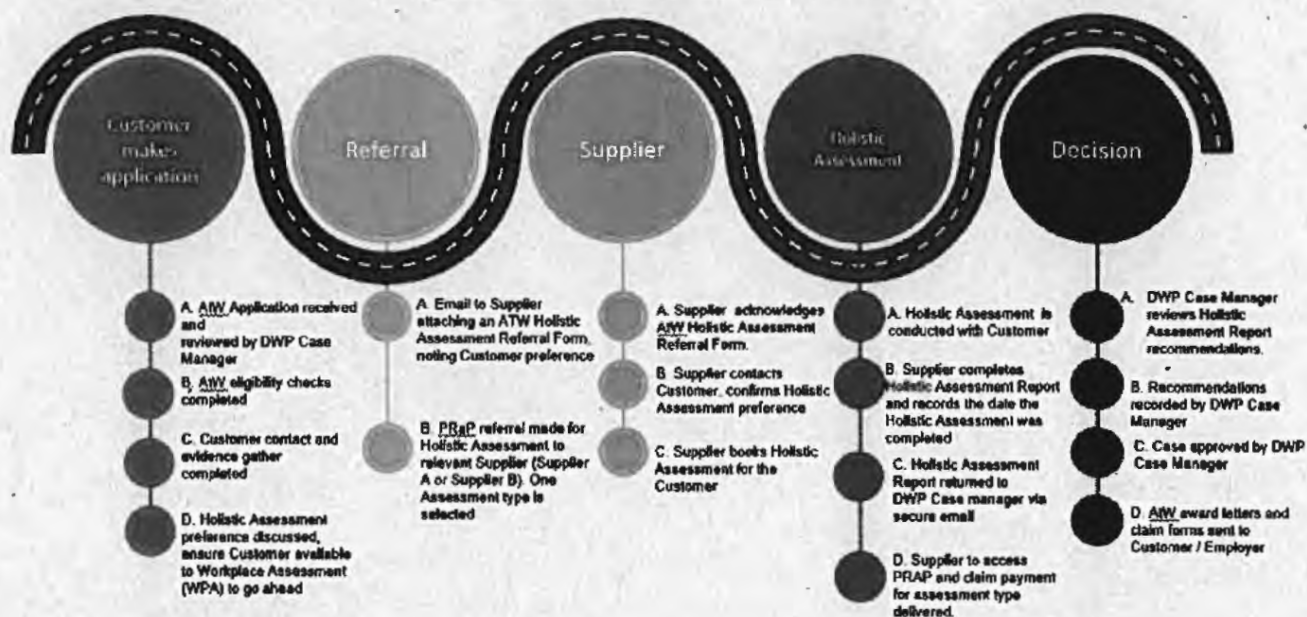 Customer
makes
application
Referral
Supplier
Holistic
Assessment
Decision
A. AtW Application received
and
reviewed by DWP Case
Manager
B. AtW eligibility checks
completed
C. Customer contact and
evidence gather
completed
D. Holistic Assessment
preference discussed,
ensure Customer available
to Workplace Assessment
(WPA) to go ahead
A. Email to Supplier
attaching an ATW Holistic
Assessment Referral Form,
noting Customer preference
B. PRaP referral made for
Holistic Assessment to
relevant Supplier (Supplier
A or Supplier B). One
Assessment type is
selected
A. Supplier acknowledges
AtW Holistic Assessment
Referral Form.
B. Supplier contacts
Customer, confirms Holistic
Assessment preference
C. Supplier books Holistic
Assessment for the
Customer
A. Holistic Assessment is
conducted with Customer
B. Supplier completes
Holistic Assessment Report
and records the date the
Holistic Assessment was
completed
C. Holistic Assessment
Report returned to
DWP Case manager via
secure email
D. Supplier to access
PRAP and claim payment
for assessment type
delivered.
A. DWP Case Manager
reviews Holistic
Assessment Report
recommendations.
B. Recommendations
recorded by DWP Case
Manager
C. Case approved by DWP
Case Manager
D. AtW award letters and
claim forms sent to
Customer / Employer